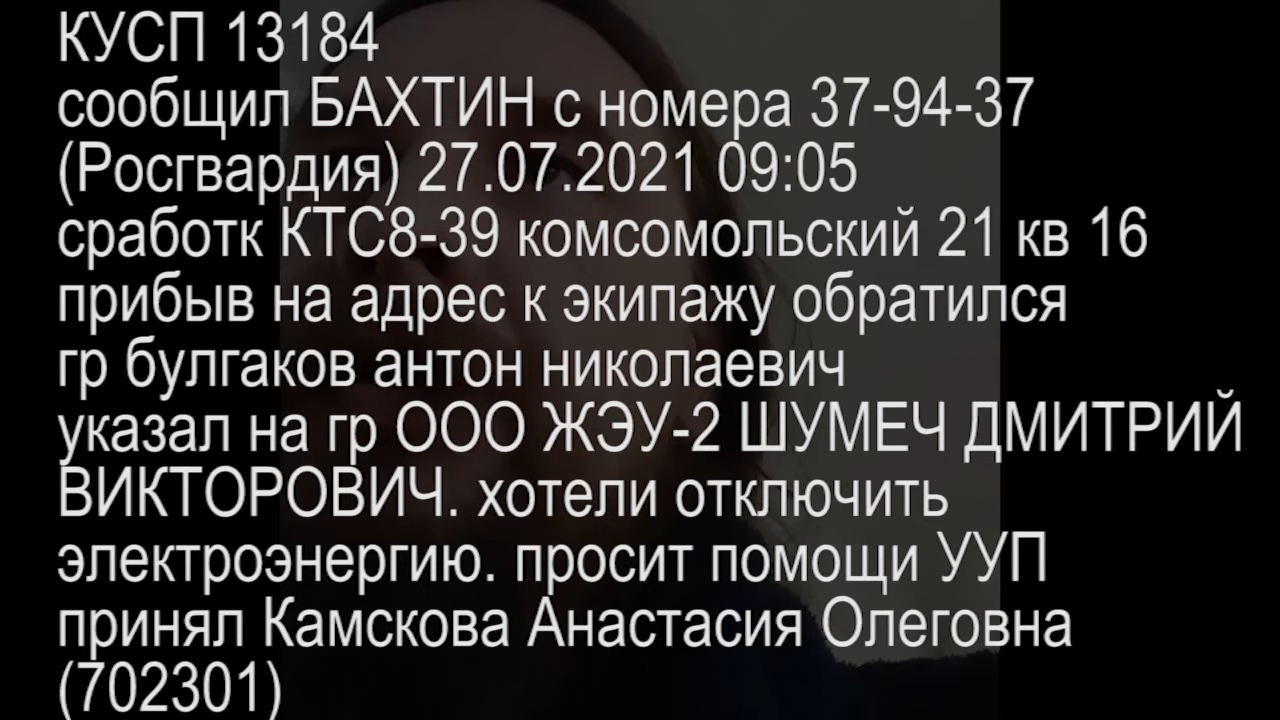 КУСП 13184
сообщил БАХТИН с номера 37-94-37
(Росгвардия) 27.07.2021 09:05
сработк КТС8-39 комсомольский 21 кв 16
прибыв на адрес к экипажу обратился
гр булгаков антон николаевич
указал на гр ООО ЖЭУ-2 ШУМЕЧ ДМИТРИЙ
ВИКТОРОВИЧ. хотели отключить
электроэнергию. просит помощи УУП
принял Камскова Анастасия Олеговна
(702301)